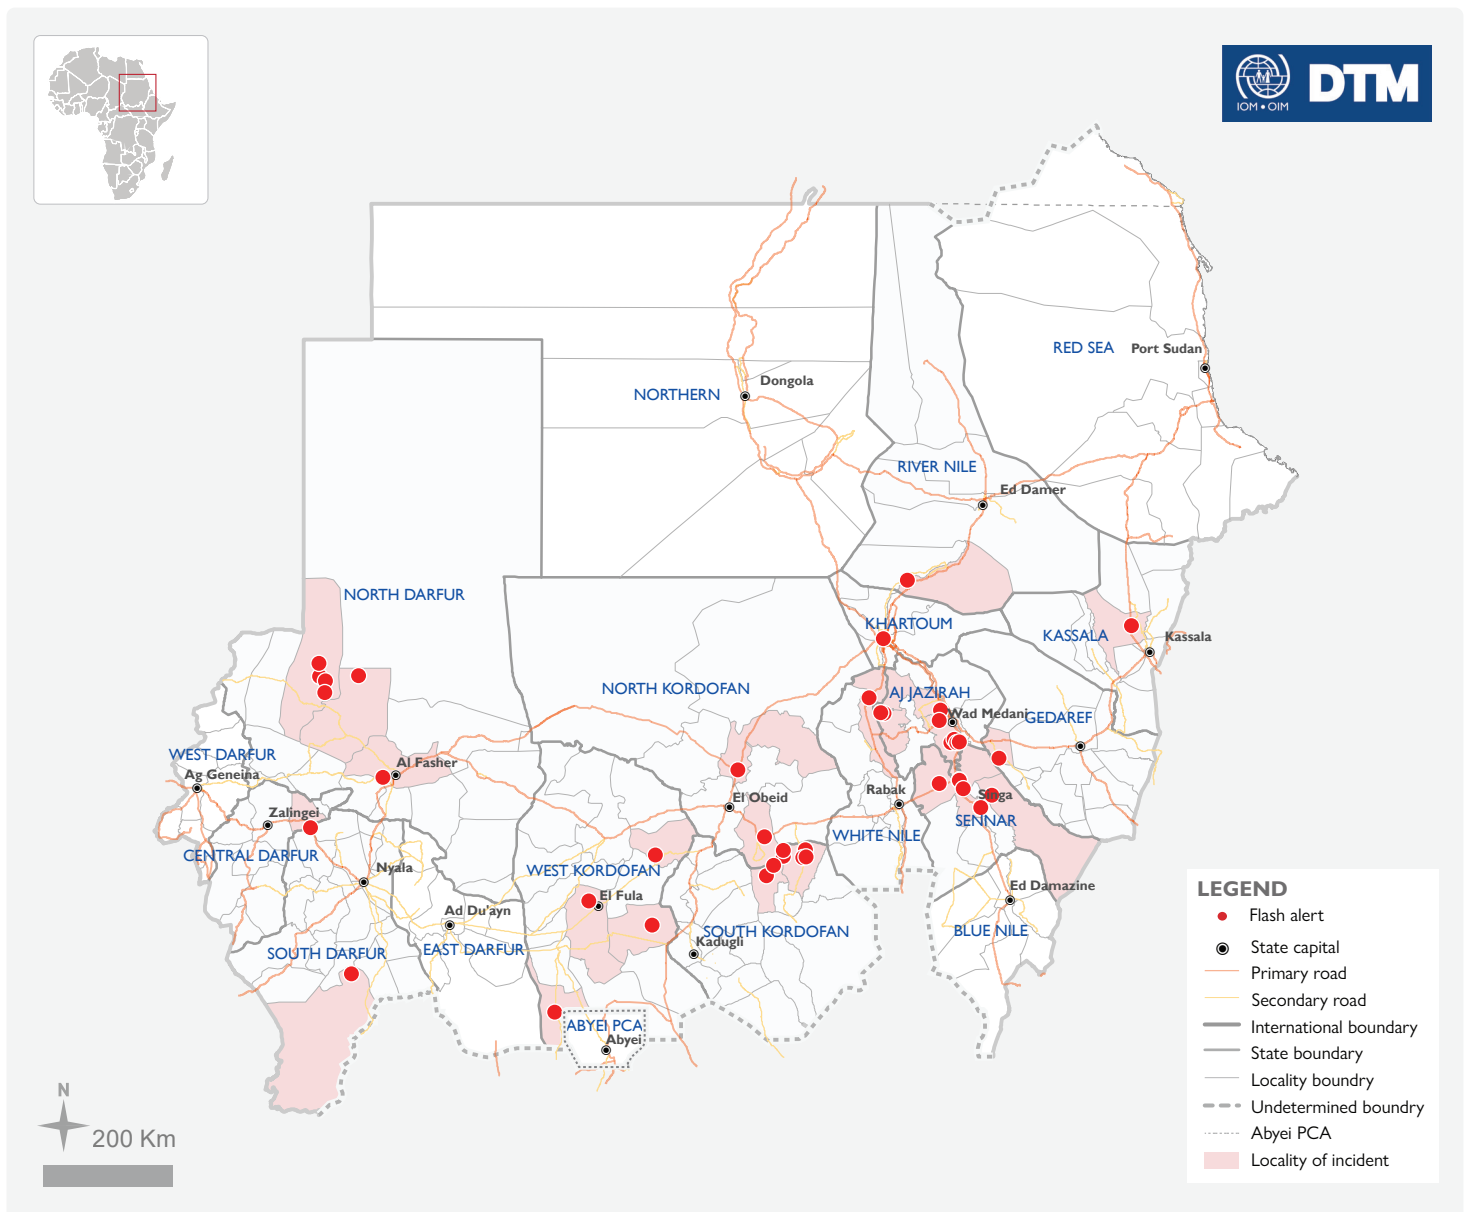 IOM • OIM
DTM
RED SEA
Port Sudan
Dongola
NORTHERN
RIVER NILE
Ed Damer
NORTH DARFUR
KHARTOUM
KASSALA
Kassala
NORTH KORDOFAN
AJ JAZIRAH
Wad Medani
GEDAREF
WEST DARFUR
Al Fasher
Ag Geneina
Rabak
El Obeid
Singa
Zalingei
SENNAR
WHITE NILE
CENTRAL DARFUR
Nyala
WEST KORDOFAN
El Fula
Ed Damazine
Ad Du'ayn
SOUTH KORDOFAN
BLUE NILE
Kadugli
EAST DARFUR
SOUTH DARFUR
ABYEI PCA
Abyei
N
200 Km
LEGEND
Flash alert
State capital
Primary road
Secondary road
International boundary
State boundary
Locality boundry
Undetermined boundry
Abyei PCA
Locality of incident